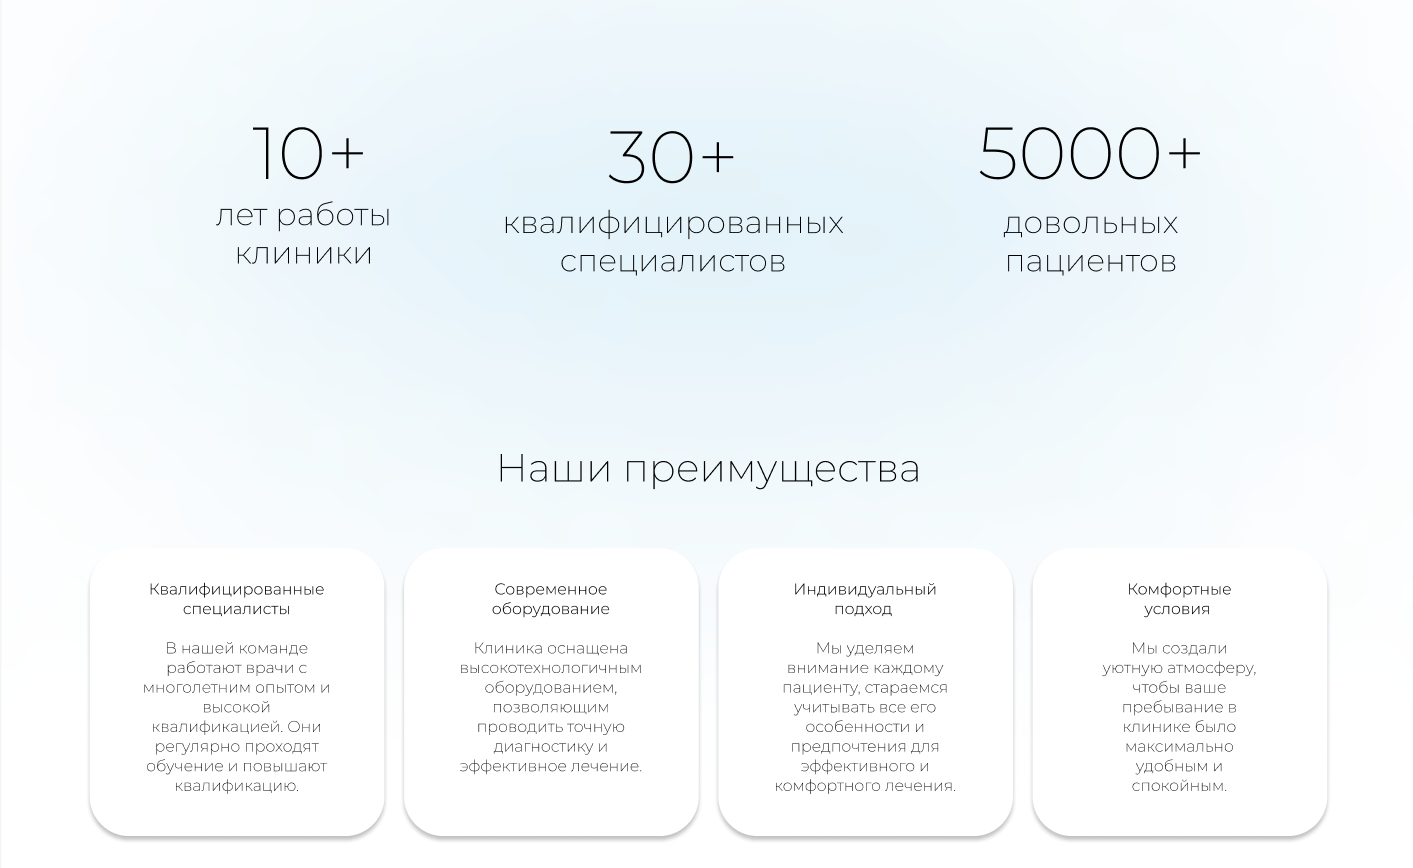 10+
лет работы
клиники
30+
квалифицированных
специалистов
5000+
довольных
пациентов
Наши преимущества
Квалифицированные
специалисты
В нашей команде
работают врачи с
многолетним опытом и
высокой
квалификацией. Они
регулярно проходят
обучение и повышают
квалификацию.
Современное
оборудование
Клиника оснащена
высокотехнологичным
оборудованием,
позволяющим
проводить точную
диагностику и
эффективное лечение.
Индивидуальный
подход
Мы уделяем
внимание каждому
пациенту, стараемся
учитывать все его
особенности и
предпочтения для
эффективного и
комфортного лечения.
Комфортные
условия
Мы создали
уютную атмосферу,
чтобы ваше
пребывание в
клинике было
максимально
удобным и
спокойным.